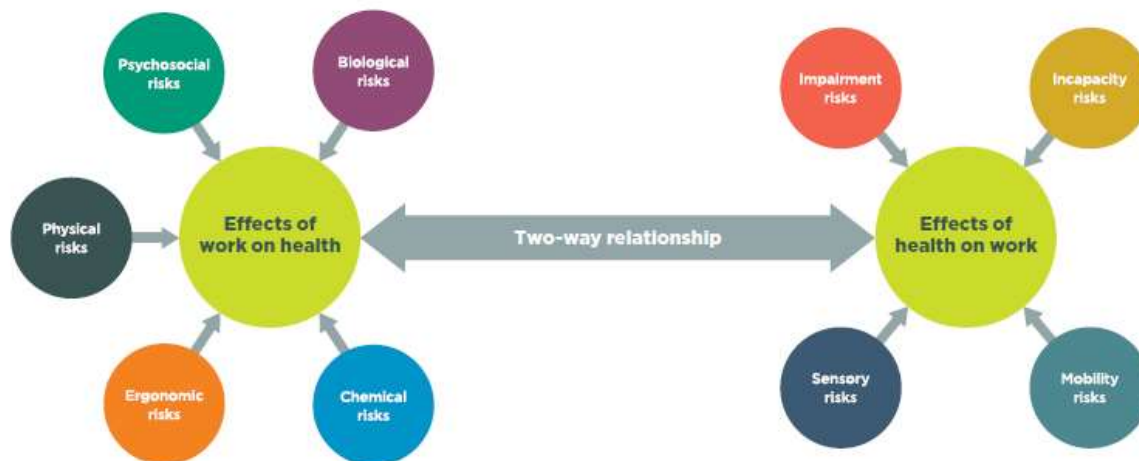 Psychosocial
risks
Biological
risks
Physical
risks
Effects of
work on health
Ergonomic
risks
Chemical
risks
Two-way relationship
Impairment
risks
Incapacity
risks
Effects of
health on work
Sensory
risks
Mobility
risks